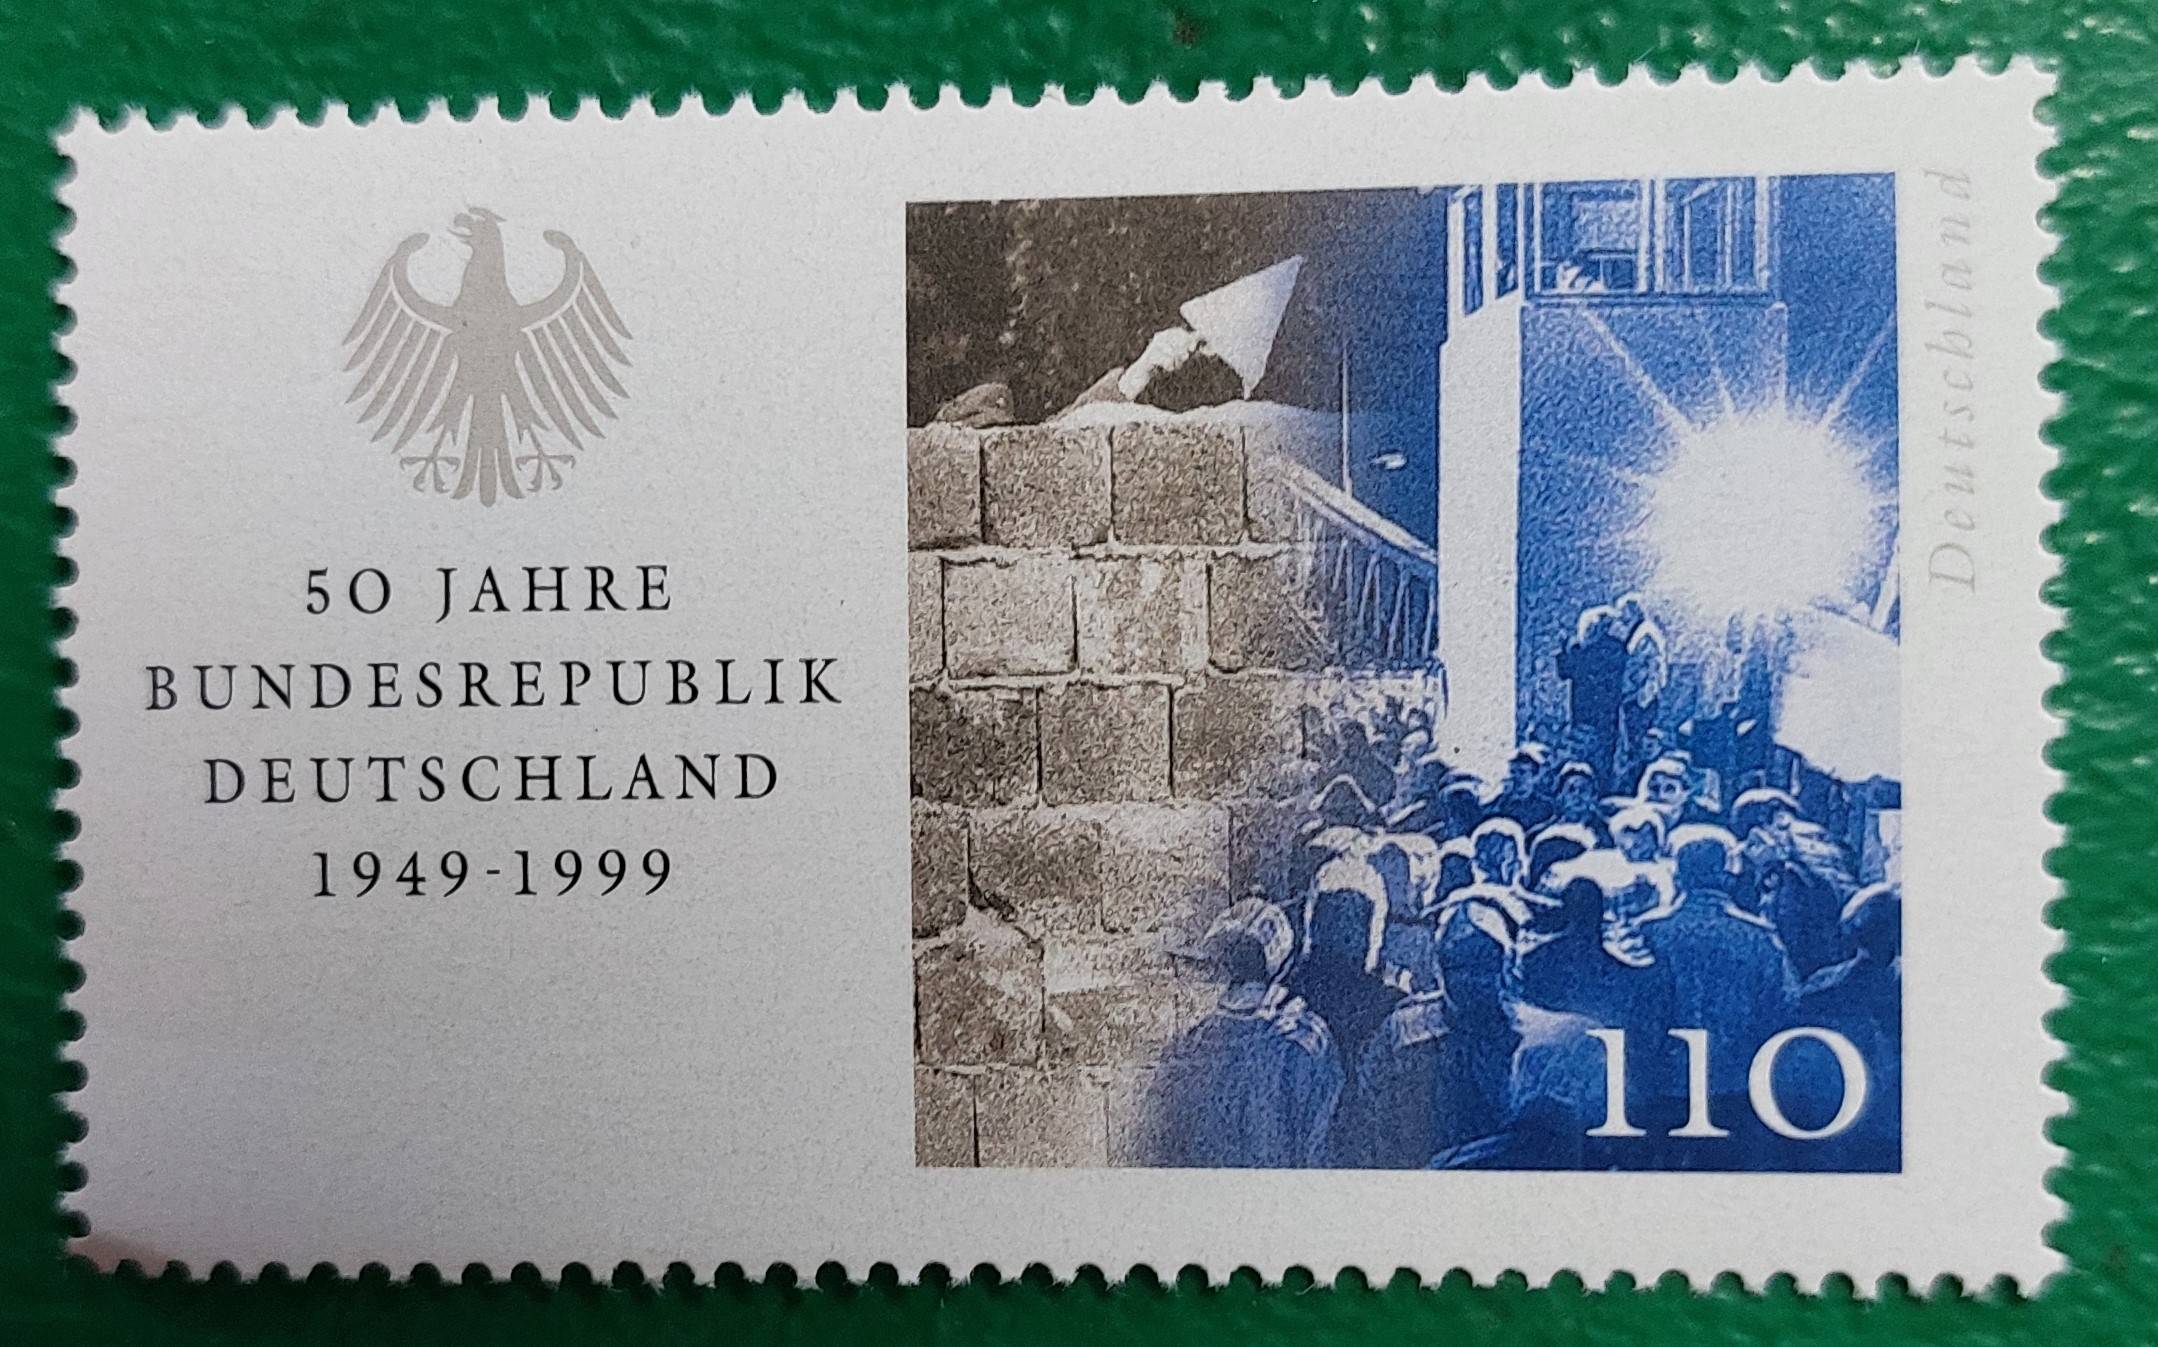 50 JAHRE
BUNDESREPUBLIK
DEUTSCHLAND
1949-1999
110
Deutschland